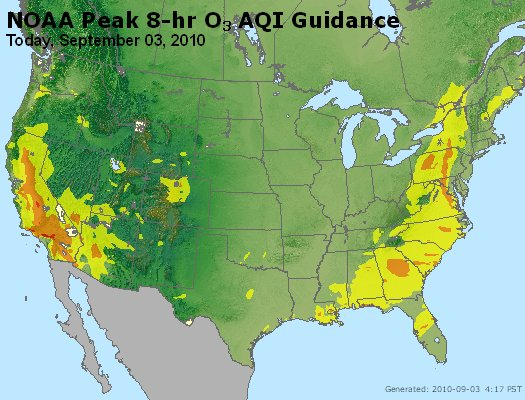 NOAA Peak 8-hr O₃ AQI Guidance
Today, September 03, 2010
Generated: 2010-09-03 4:17 PST